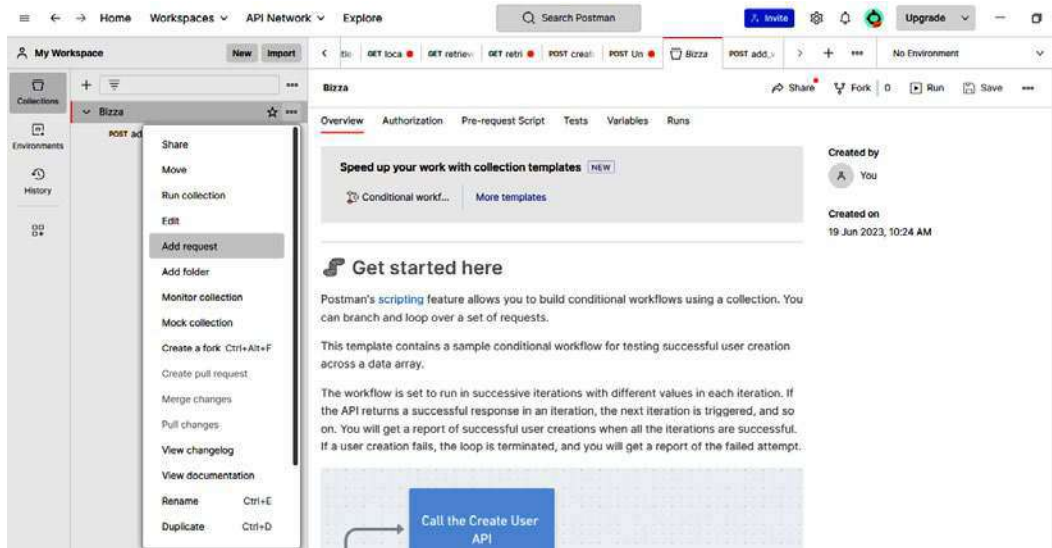 Home Workspaces API Network Explore Search Postman Invite Upgrade
My Workspace New Import GET loca GET retriev GET retri POST creat POST Un Bizza POST add_ No Environment
Collections
Environments
History
Bizza
POST ad
Share
Move
Run collection
Edit
Add request
Add folder
Monitor collection
Mock collection
Create a fork Ctrl+Alt+F
Create pull request
Merge changes
Pull changes
View changelog
View documentation
Rename Ctrl+E
Duplicate Ctrl+D
Bizza Share Fork 0 Run Save
Overview Authorization Pre-request Script Tests Variables Runs
Speed up your work with collection templates NEW
Conditional workf... More templates
Get started here
Postman's scripting feature allows you to build conditional workflows using a collection. You
can branch and loop over a set of requests.
This template contains a sample conditional workflow for testing successful user creation
across a data array.
The workflow is set to run in successive iterations with different values in each iteration. If
the API returns a successful response in an iteration, the next iteration is triggered, and so
on. You will get a report of successful user creations when all the iterations are successful.
If a user creation fails, the loop is terminated, and you will get a report of the failed attempt.
Call the Create User
API
Created by
You
Created on
19 Jun 2023, 10:24 AM